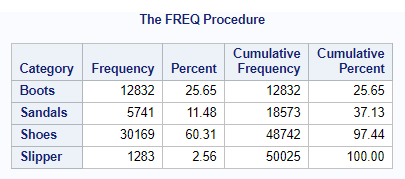 The FREQ Procedure
Category Frequency Percent Cumulative Frequency Cumulative Percent
Boots 12832 25.65 12832 25.65
Sandals 5741 11.48 18573 37.13
Shoes 30169 60.31 48742 97.44
Slipper 1283 2.56 50025 100.00